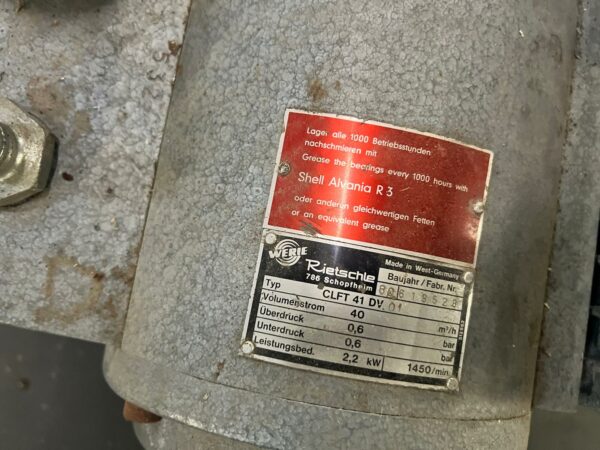 Lager alle 1000 Betriebsstunden
nachschmieren mit
Grease the bearings every 1000 hours with
Shell Alvania R 3
oder anderen gleichwertigen Fetten
or an equivalent grease
WERIE
Rietschle
786 Schopfheim
Made in West-Germany
Baujahr / Fabr. Nr.
Typ CLFT 41 DV 01
Volumenstrom 40 m³/h
Überdruck 0,6 bar
Unterdruck 0,6 bar
Leistungsbed. 2,2 kW 1450/min